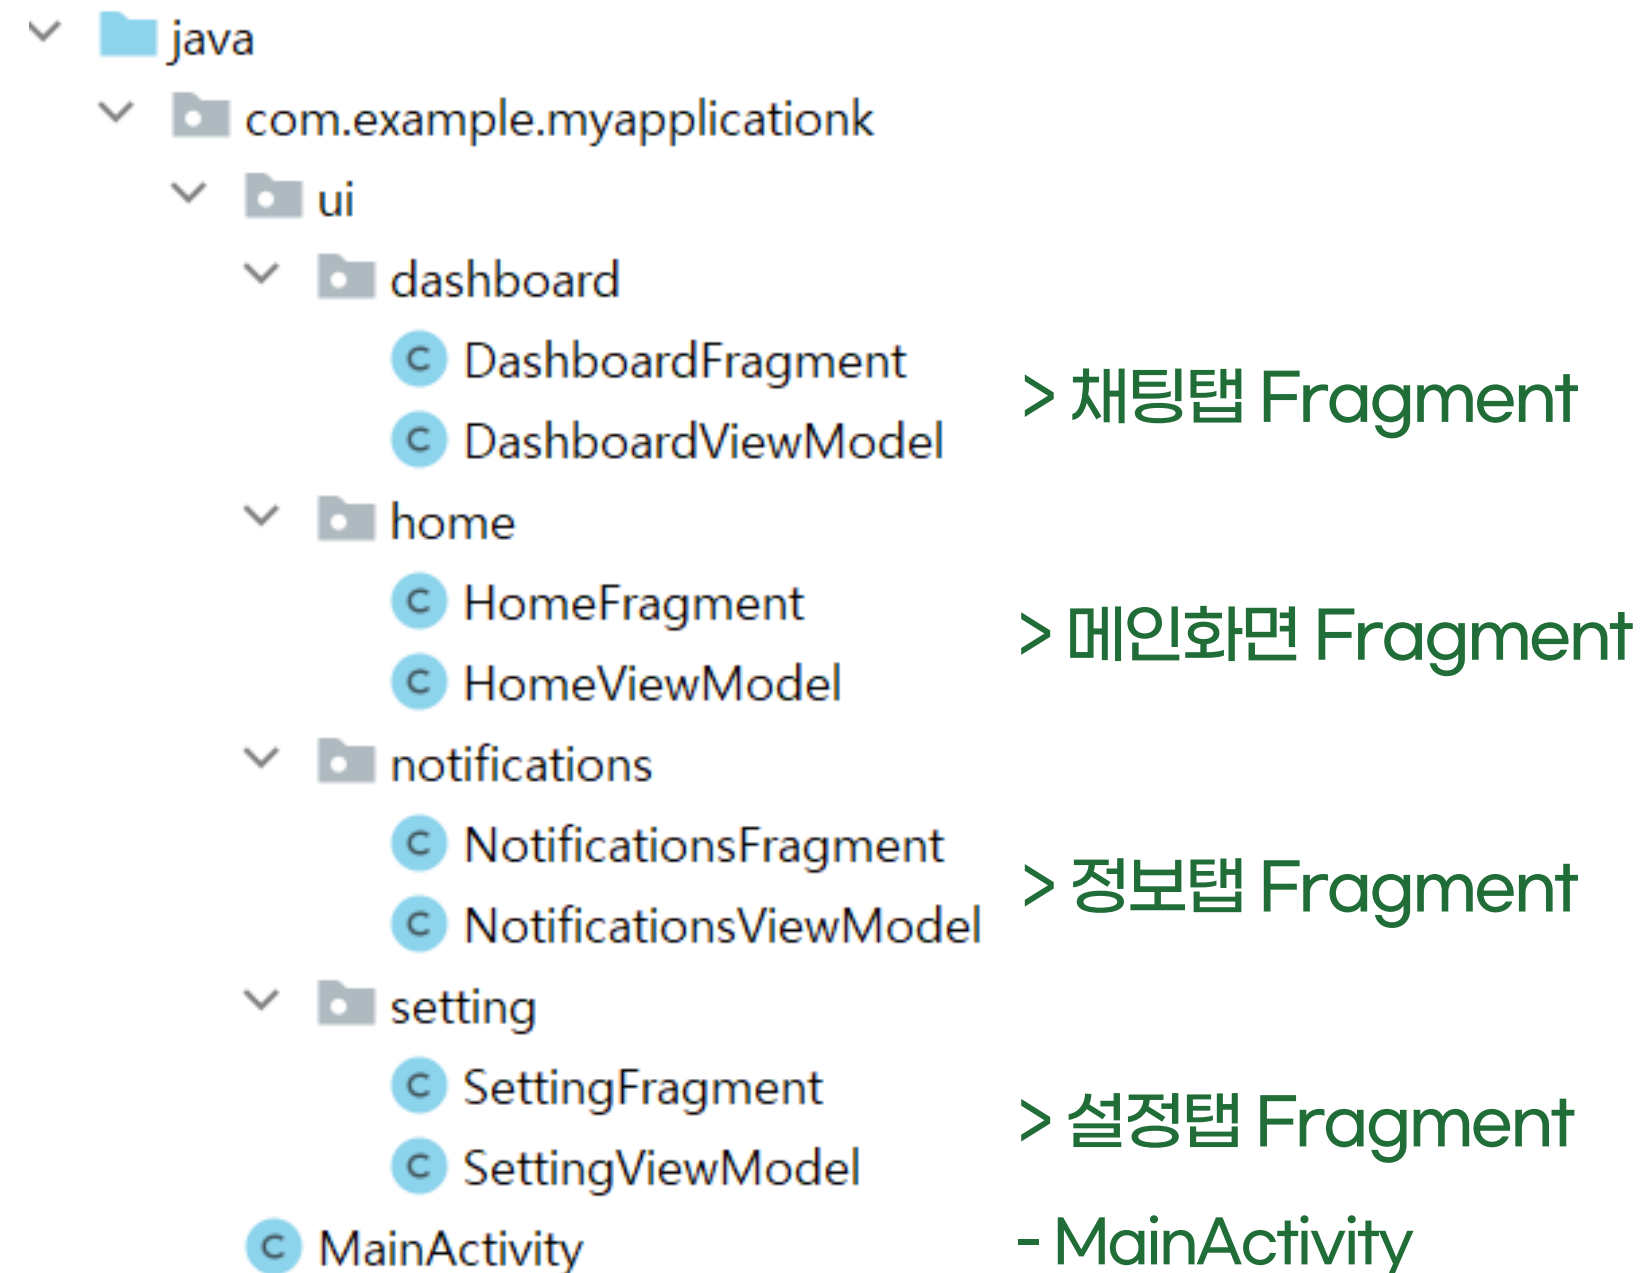 java
com.example.myapplicationk
ui
dashboard
C DashboardFragment
> 채팅탭 Fragment
C DashboardViewModel
home
C HomeFragment
> 메인화면 Fragment
C HomeViewModel
notifications
C NotificationsFragment
> 정보탭 Fragment
C NotificationsViewModel
setting
C SettingFragment
> 설정탭 Fragment
C SettingViewModel
C MainActivity
- MainActivity